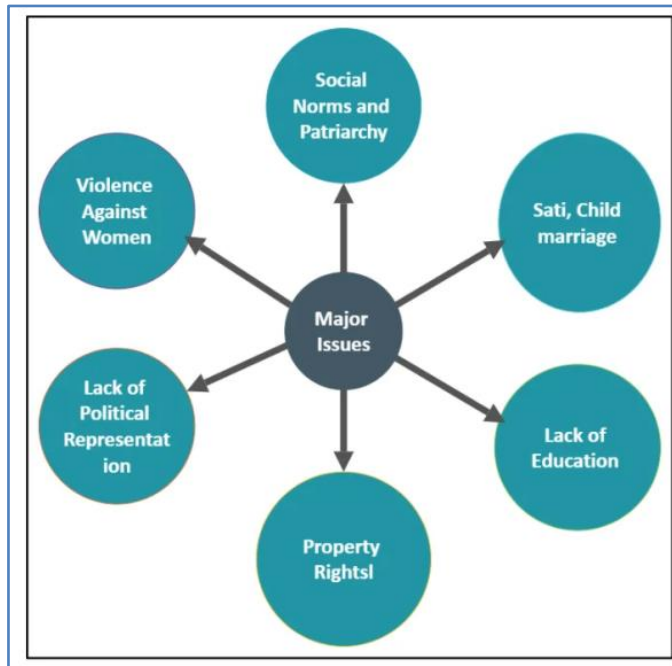 Social
Norms and
Patriarchy
Violence
Against
Women
Sati, Child
marriage
Major
Issues
Lack of
Political
Representat
ion
Lack of
Education
Property
Rightsl